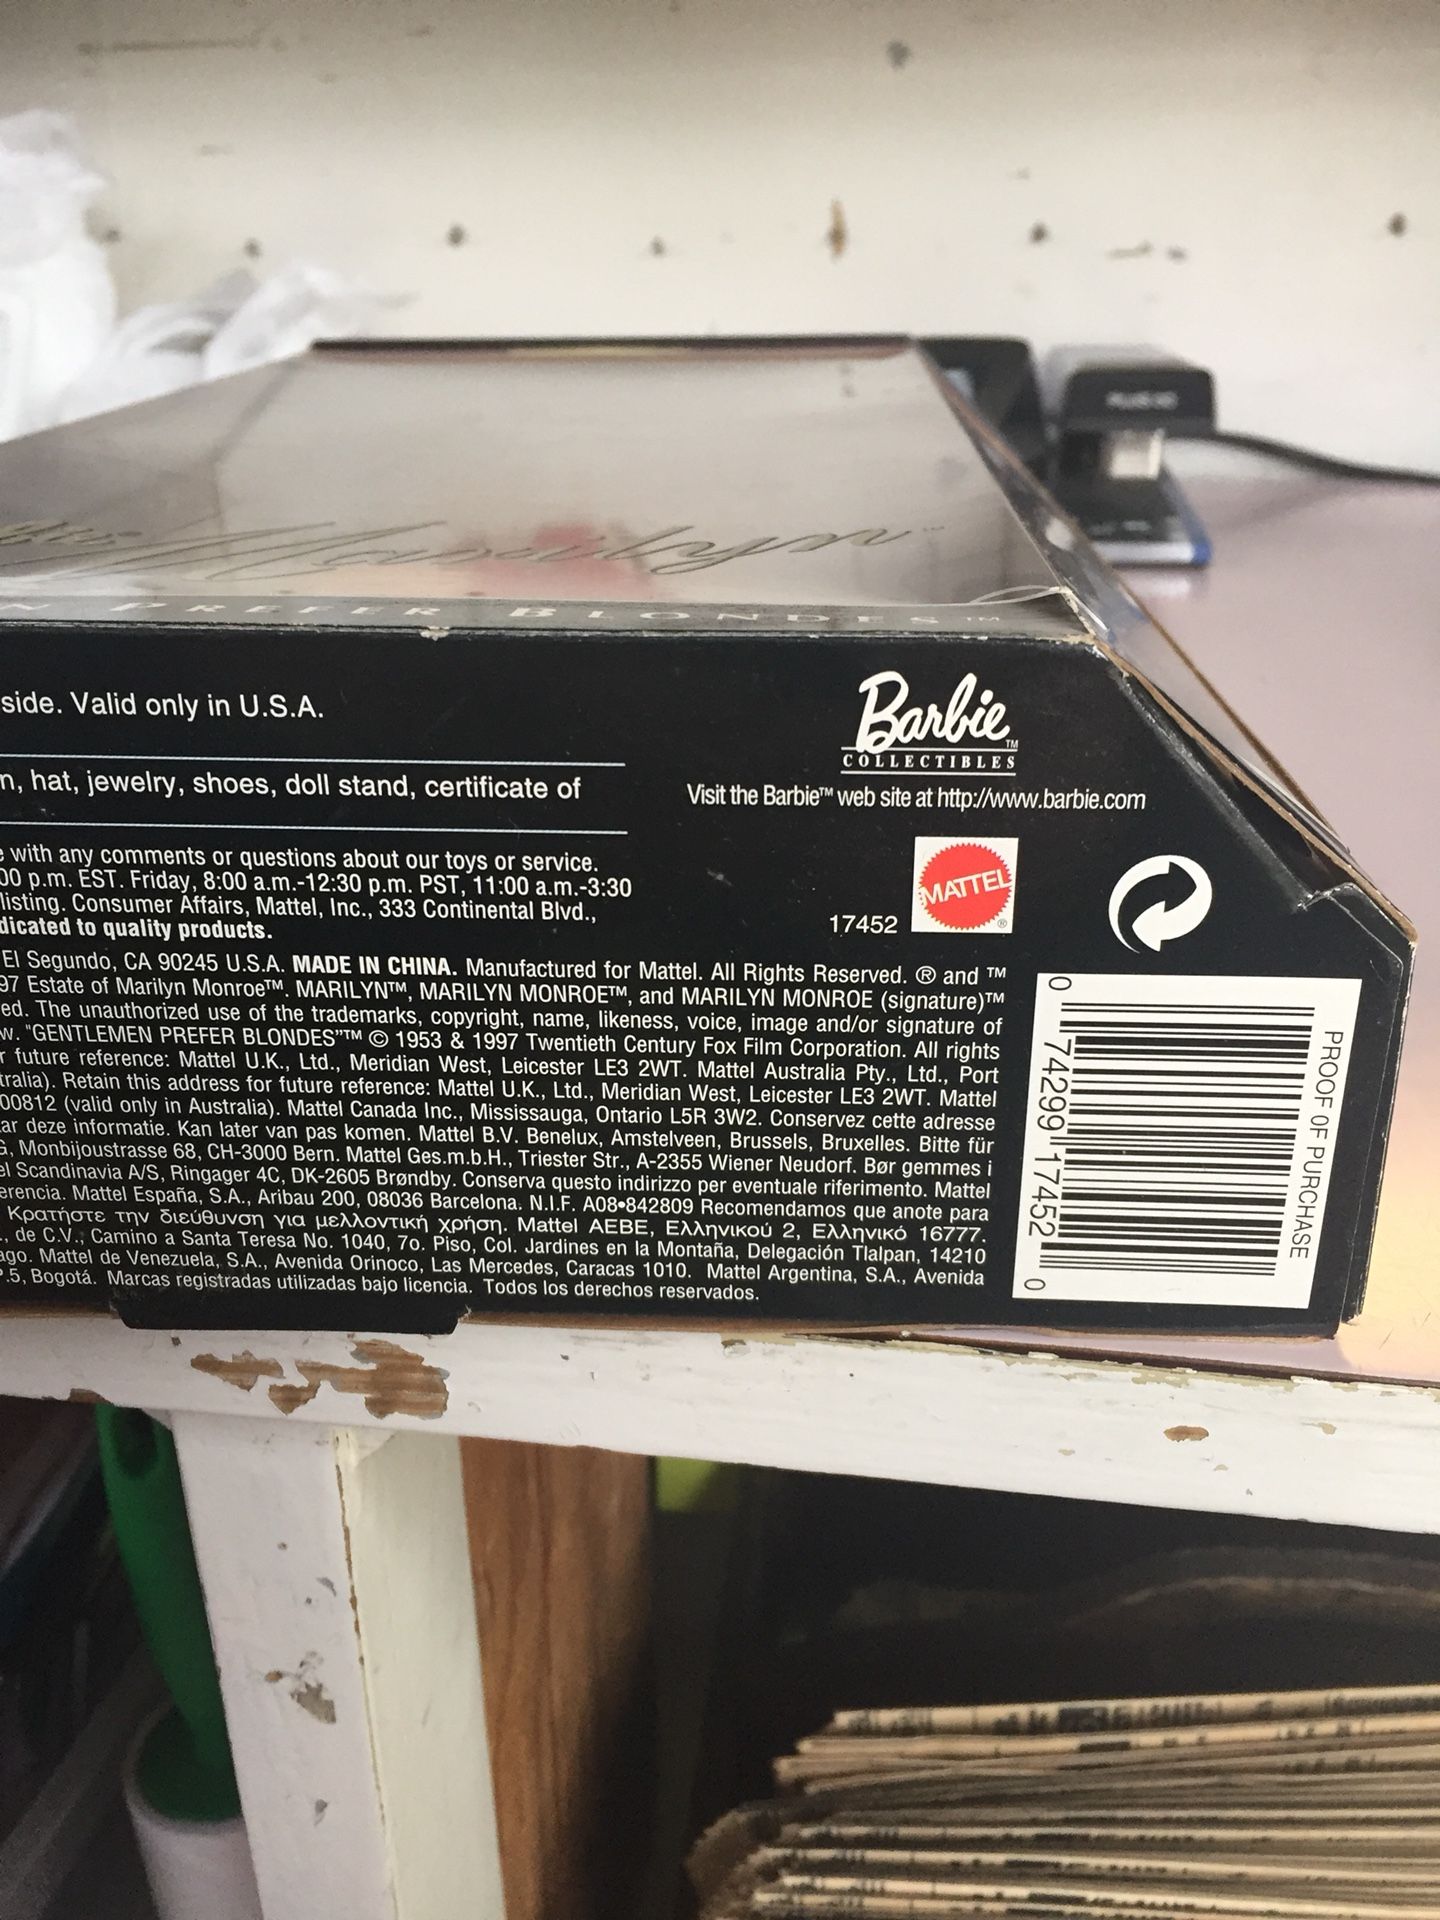 Marilyn™
PREFER BLONDES™
side. Valid only in U.S.A.
hat, jewelry, shoes, doll stand, certificate of
Barbie™
COLLECTIBLES
Visit the Barbie™ web site at http://www.barbie.com
with any comments or questions about our toys or service.
00 p.m. EST. Friday, 8:00 a.m.-12:30 p.m. PST, 11:00 a.m.-3:30
listing. Consumer Affairs, Mattel, Inc., 333 Continental Blvd.,
dicated to quality products.
17452
MATTEL®
El Segundo, CA 90245 U.S.A. MADE IN CHINA. Manufactured for Mattel. All Rights Reserved. ® and ™
97 Estate of Marilyn Monroe™. MARILYN™, MARILYN MONROE™, and MARILYN MONROE (signature)™
ed. The unauthorized use of the trademarks, copyright, name, likeness, voice, image and/or signature of
w. "GENTLEMEN PREFER BLONDES"™ © 1953 & 1997 Twentieth Century Fox Film Corporation. All rights
r future reference: Mattel U.K., Ltd., Meridian West, Leicester LE3 2WT. Mattel Australia Pty., Ltd., Port
tralia). Retain this address for future reference: Mattel U.K., Ltd., Meridian West, Leicester LE3 2WT. Mattel
00812 (valid only in Australia). Mattel Canada Inc., Mississauga, Ontario L5R 3W2. Conservez cette adresse
ar deze informatie. Kan later van pas komen. Mattel B.V. Benelux, Amstelveen, Brussels, Bruxelles. Bitte für
G, Monbijoustrasse 68, CH-3000 Bern. Mattel Ges.m.b.H., Triester Str., A-2355 Wiener Neudorf. Bør gemmes i
el Scandinavia A/S, Ringager 4C, DK-2605 Brøndby. Conserva questo indirizzo per eventuale riferimento. Mattel
erencia. Mattel España, S.A., Aribau 200, 08036 Barcelona. N.I.F. A08•842809 Recomendamos que anote para
Κρατήστε την διεύθυνση για μελλοντική χρήση. Mattel AEBE, Ελληνικού 2, Ελληνικό 16777.
., de C.V., Camino a Santa Teresa No. 1040, 7o. Piso, Col. Jardines en la Montaña, Delegación Tlalpan, 14210
ago. Mattel de Venezuela, S.A., Avenida Orinoco, Las Mercedes, Caracas 1010. Mattel Argentina, S.A., Avenida
P.5, Bogotá. Marcas registradas utilizadas bajo licencia. Todos los derechos reservados.
PROOF OF PURCHASE
0 74299 17452 0